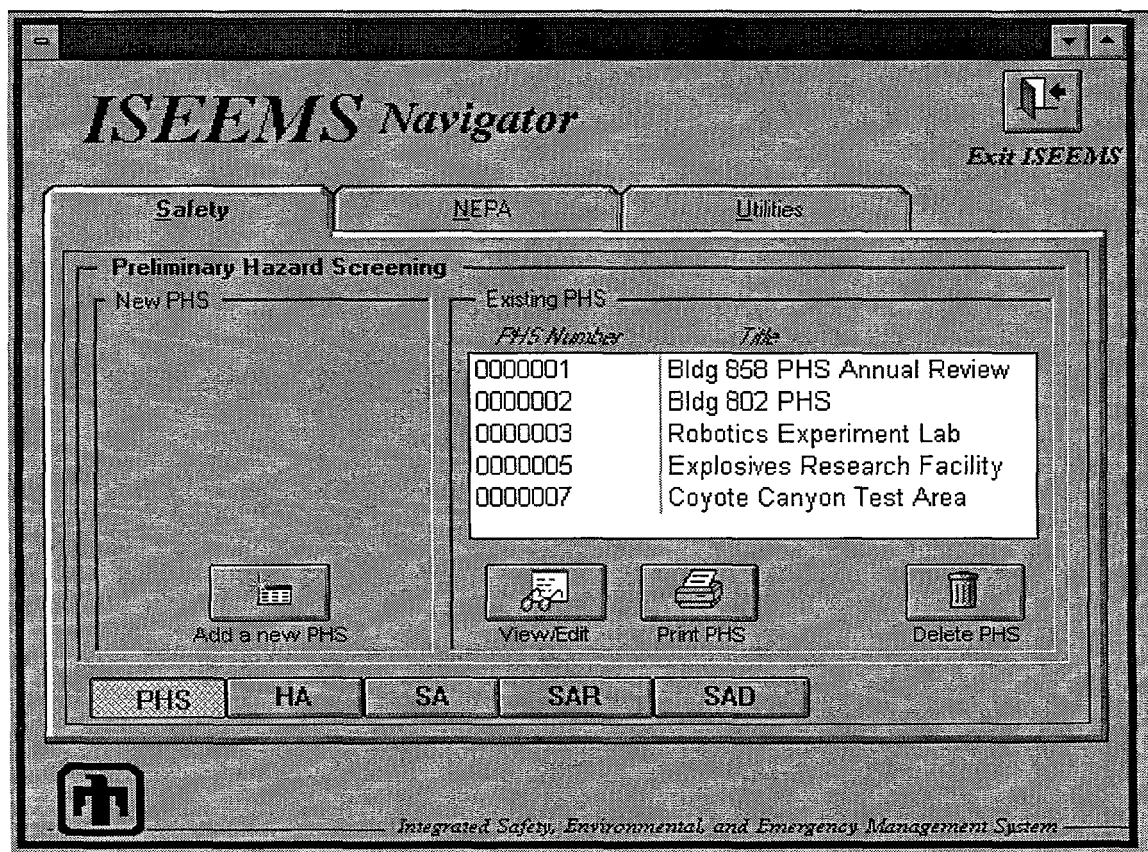 ISEEMS Navigator
Exit ISEEMS
Safety NEPA Utilities
Preliminary Hazard Screening
New PHS Existing PHS
PHS Number Title
0000001 Bldg 858 PHS Annual Review
0000002 Bldg 802 PHS
0000003 Robotics Experiment Lab
0000005 Explosives Research Facility
0000007 Coyote Canyon Test Area
Add a new PHS View/Edit Print PHS Delete PHS
PHS HA SA SAR SAD
Integrated Safety, Environmental, and Emergency Management System